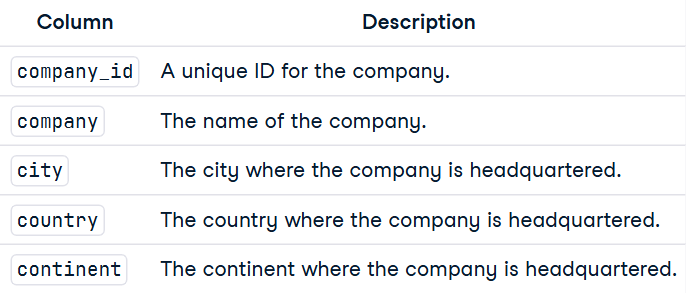 Column Description
company_id A unique ID for the company.
company The name of the company.
city The city where the company is headquartered.
country The country where the company is headquartered.
continent The continent where the company is headquartered.